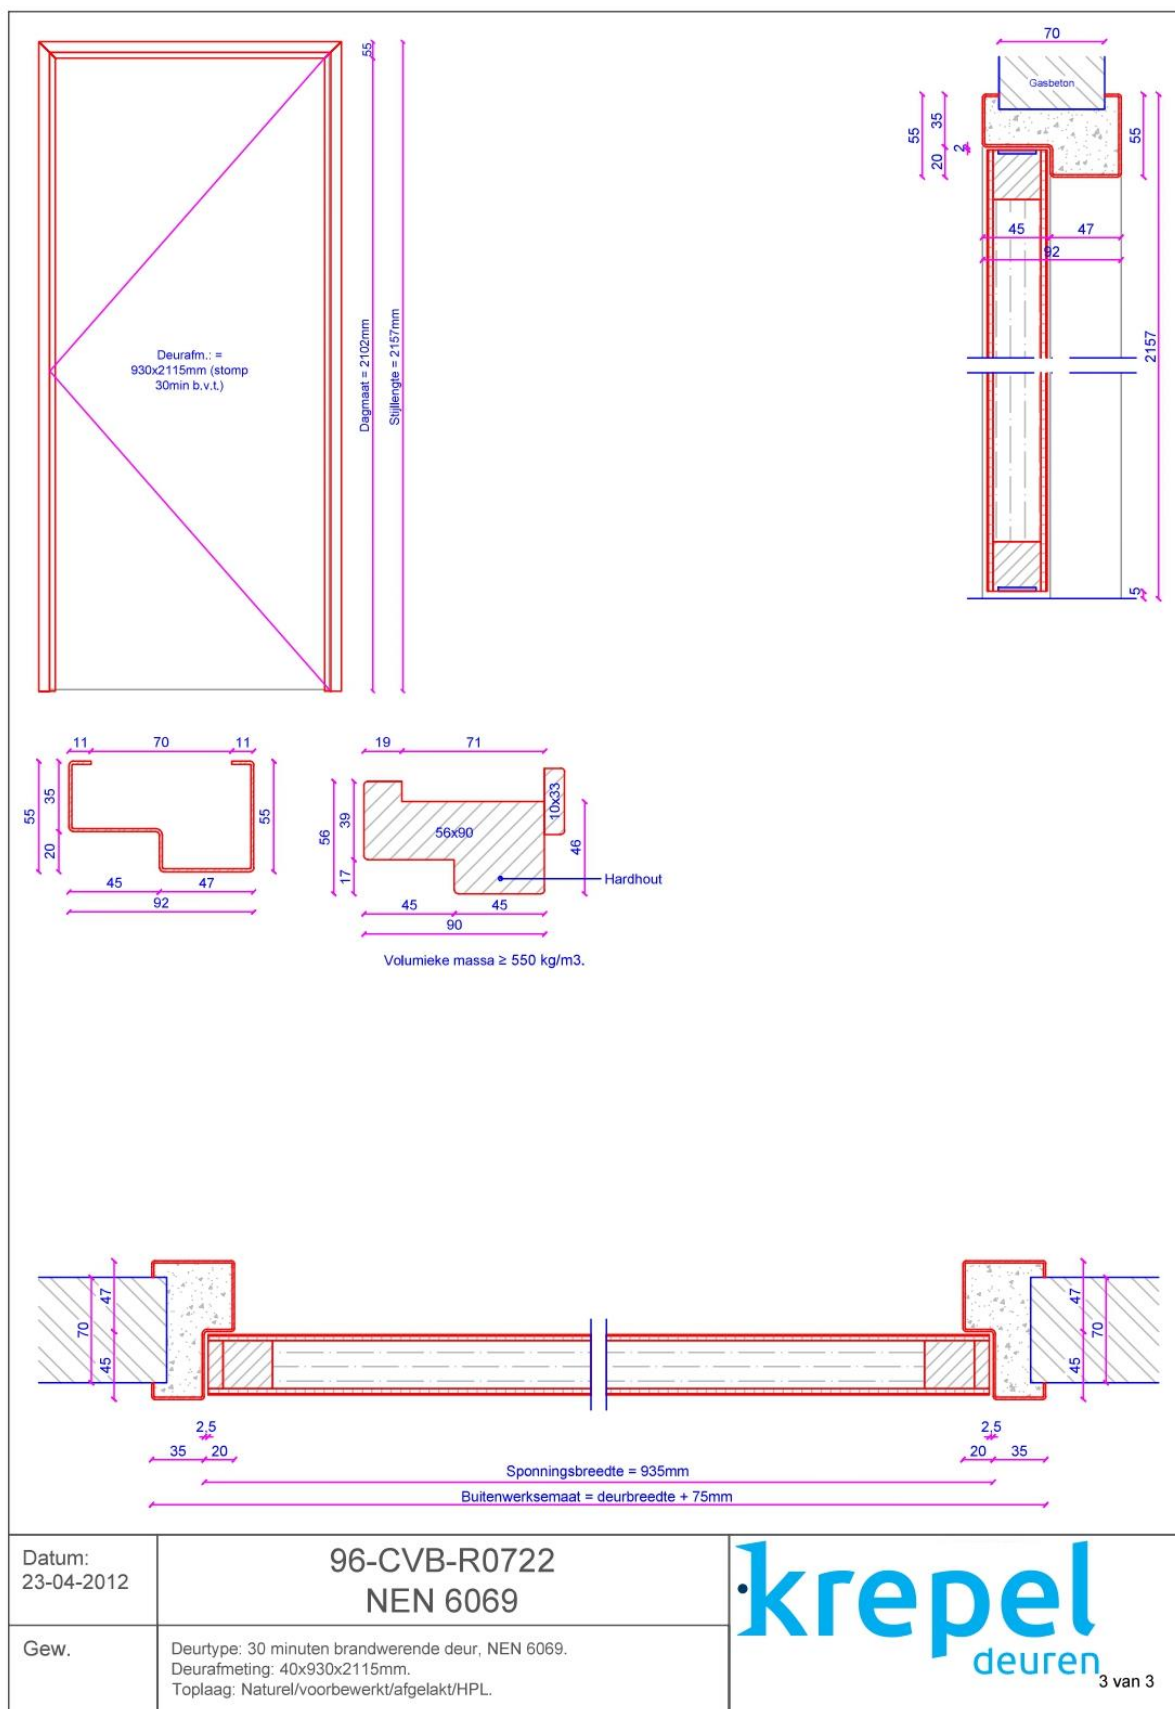 55
Dagmaat = 2102mm
Stijllengte = 2157mm
Deurafm.: =
930x2115mm (stomp
30min b.v.t.)
70
Gasbeton
55
35
20
2
55
45
47
92
2157
5
11
70
11
55
35
20
55
45
47
92
19
71
56
39
17
56x90
10x33
46
Hardhout
45
45
90
Volumieke massa ≥ 550 kg/m3.
70
47
45
47
70
45
2,5
35
20
2,5
20
35
Sponningsbreedte = 935mm
Buitenwerksemaat = deurbreedte + 75mm
Datum:
23-04-2012
96-CVB-R0722
NEN 6069
Gew.
Deurtype: 30 minuten brandwerende deur, NEN 6069.
Deurafmeting: 40x930x2115mm.
Toplaag: Naturel/voorbewerkt/afgelakt/HPL.
krepel
deuren
3 van 3